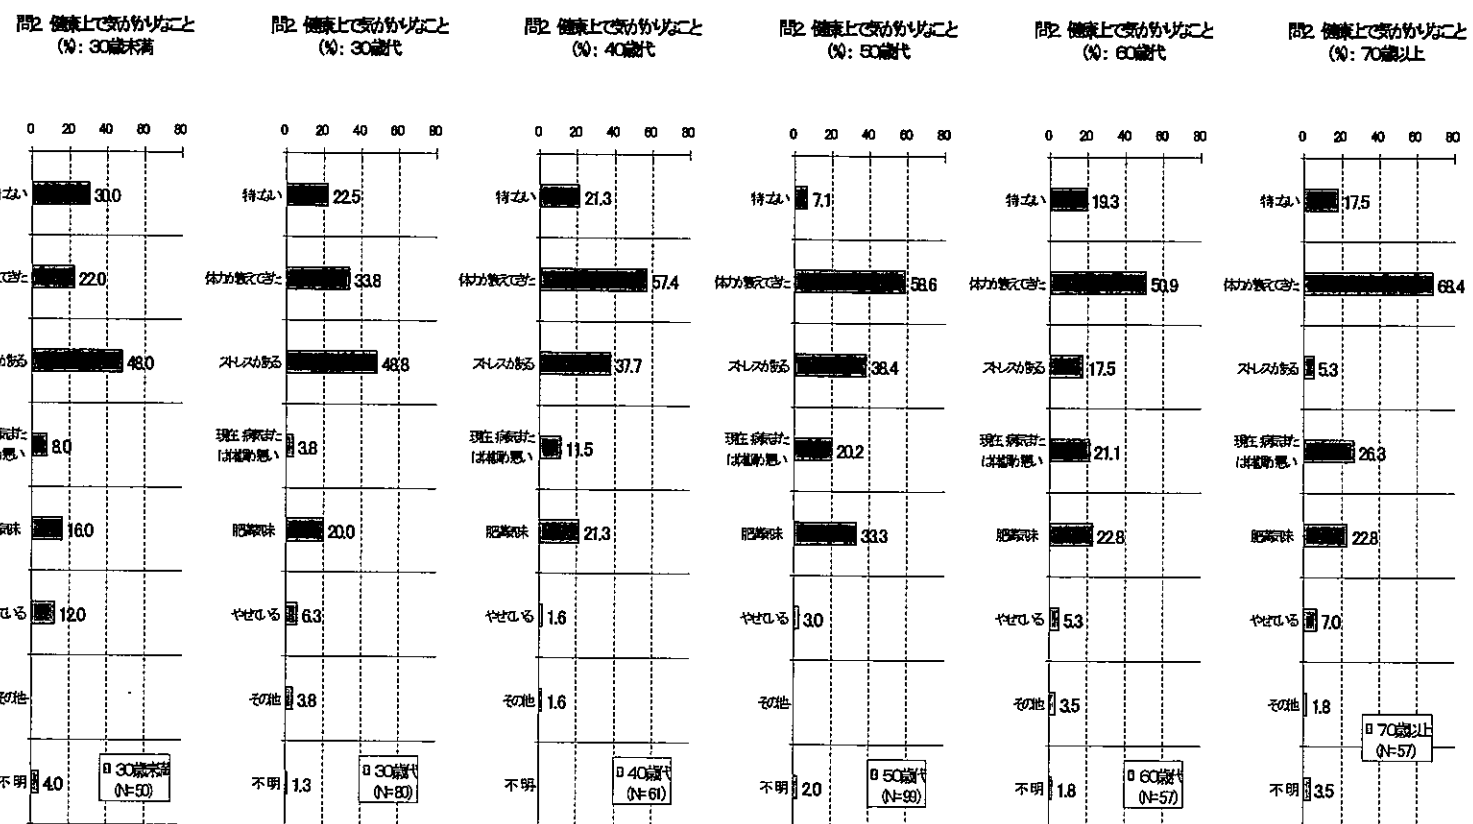 問2 健康上で気がかりなこと
(%): 30歳未満
0 20 40 60 80
30.0
てきた 22.0
がある 48.0
8.0
16.0
ている 12.0
その他
不明 4.0
30歳未満
(N=50)
問2 健康上で気がかりなこと
(%): 30歳代
0 20 40 60 80
特にない 22.5
体力が衰えてきた 33.8
ストレスがある 48.8
現在、病気また
は体調が悪い 3.8
肥満気味 20.0
やせている 6.3
その他 3.8
不明 1.3
30歳代
(N=80)
問2 健康上で気がかりなこと
(%): 40歳代
0 20 40 60 80
特にない 21.3
体力が衰えてきた 57.4
ストレスがある 37.7
現在、病気また
は体調が悪い 11.5
肥満気味 21.3
やせている 1.6
その他 1.6
不明
40歳代
(N=61)
問2 健康上で気がかりなこと
(%): 50歳代
0 20 40 60 80
特にない 7.1
体力が衰えてきた 58.6
ストレスがある 38.4
現在、病気また
は体調が悪い 20.2
肥満気味 33.3
やせている 3.0
その他
不明 2.0
50歳代
(N=99)
問2 健康上で気がかりなこと
(%): 60歳代
0 20 40 60 80
特にない 19.3
体力が衰えてきた 50.9
ストレスがある 17.5
現在、病気また
は体調が悪い 21.1
肥満気味 22.8
やせている 5.3
その他 3.5
不明 1.8
60歳代
(N=57)
問2 健康上で気がかりなこと
(%): 70歳以上
0 20 40 60 80
特にない 17.5
体力が衰えてきた 68.4
ストレスがある 5.3
現在、病気また
は体調が悪い 26.3
肥満気味 22.8
やせている 7.0
その他 1.8
不明 3.5
70歳以上
(N=57)